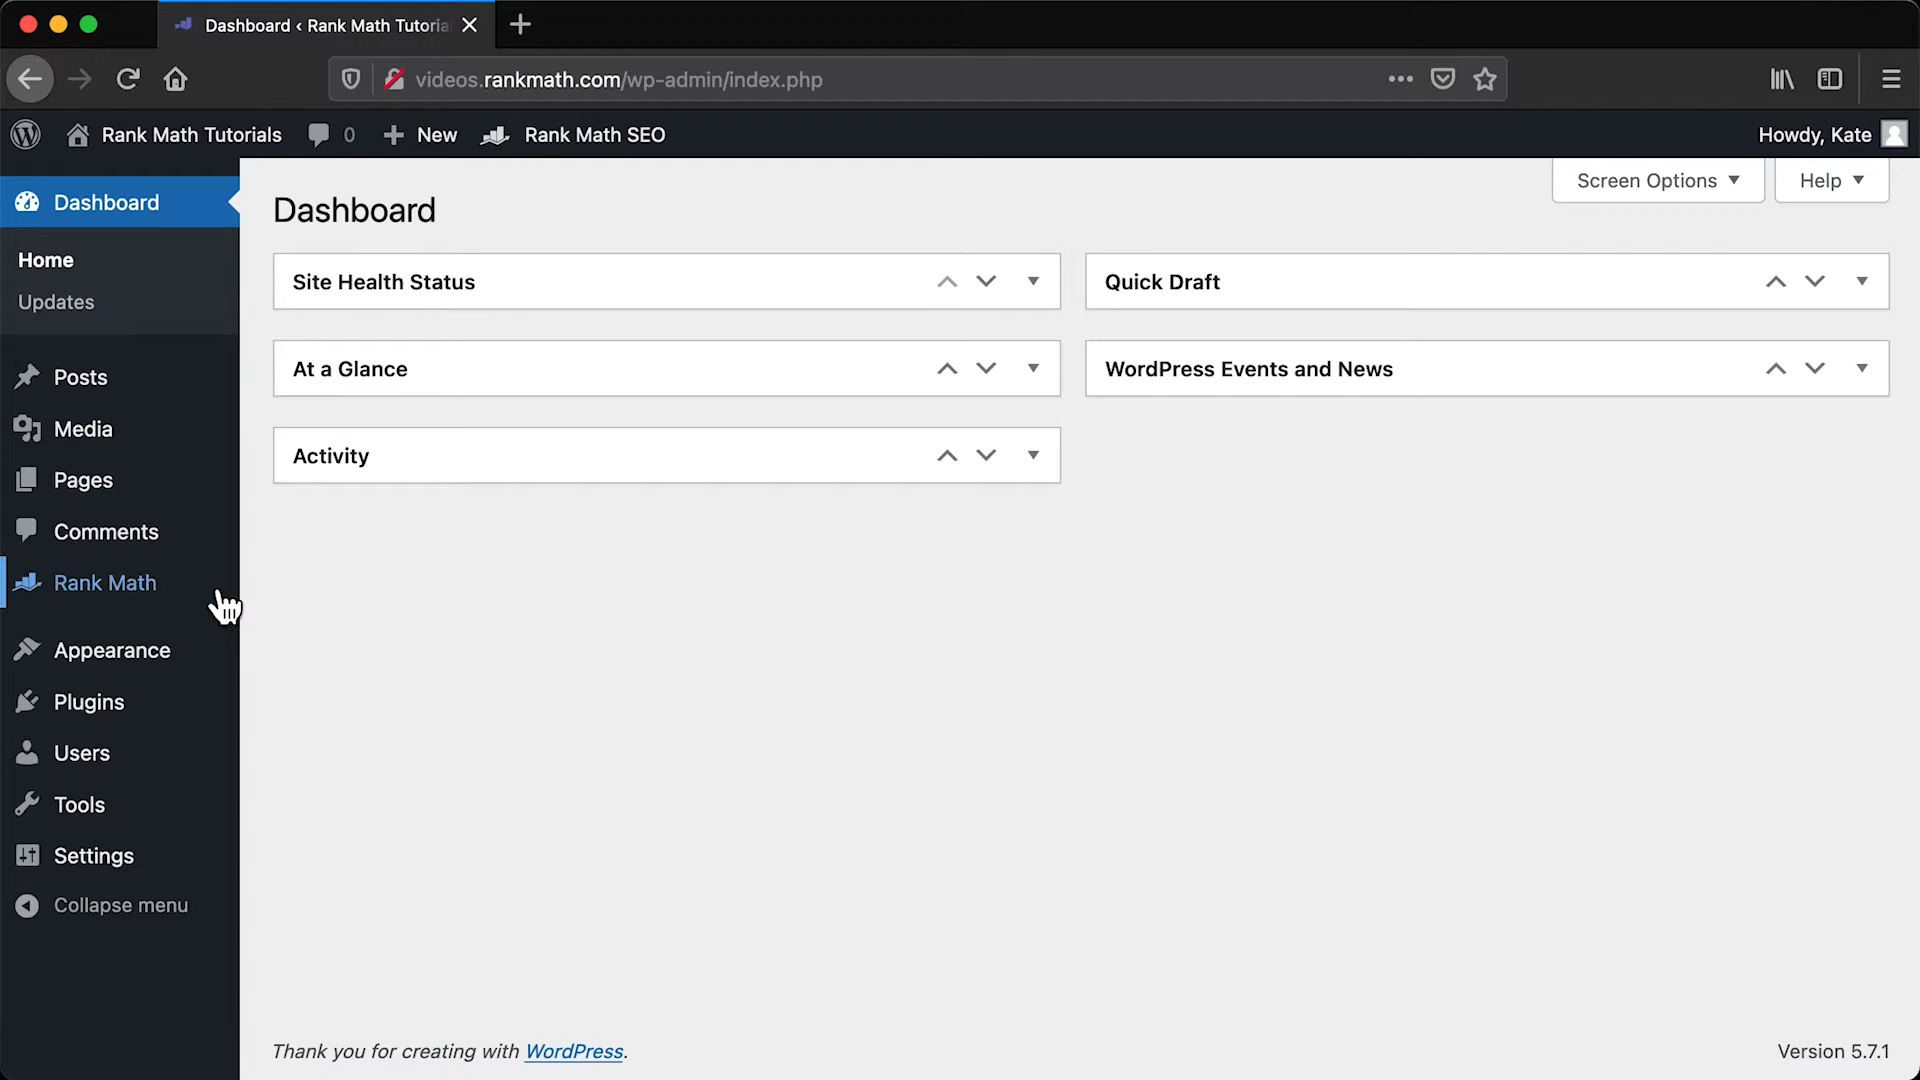 Dashboard ‹ Rank Math Tutoria
videos.rankmath.com/wp-admin/index.php
Rank Math Tutorials 0 New Rank Math SEO Howdy, Kate
Screen Options Help
Dashboard
Home
Updates
Posts
Media
Pages
Comments
Rank Math
Appearance
Plugins
Users
Tools
Settings
Collapse menu
Dashboard
Site Health Status
Quick Draft
At a Glance
WordPress Events and News
Activity
Thank you for creating with WordPress.
Version 5.7.1